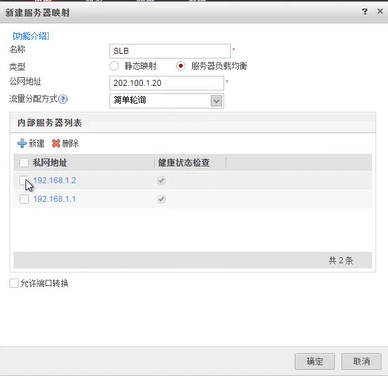 新建服务器映射 ? ×
[功能介绍]
名称 SLB *
类型 静态映射 服务器负载均衡
公网地址 202.100.1.20 *
流量分配方式 ? 简单轮询
内部服务器列表
新建 删除
私网地址 健康状态检查
192.168.1.2
192.168.1.1
共 2 条
允许端口转换
确定 取消